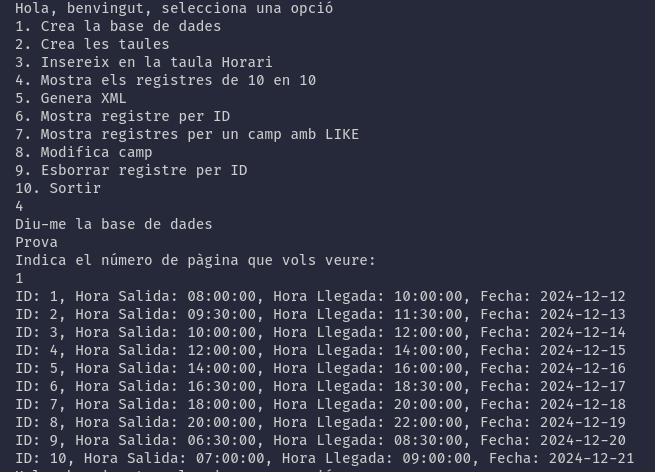 Hola, benvingut, selecciona una opció
1. Crea la base de dades
2. Crea les taules
3. Insereix en la taula Horari
4. Mostra els registres de 10 en 10
5. Genera XML
6. Mostra registre per ID
7. Mostra registres per un camp amb LIKE
8. Modifica camp
9. Esborrar registre per ID
10. Sortir
4
Diu-me la base de dades
Prova
Indica el número de pàgina que vols veure:
1
ID: 1, Hora Salida: 08:00:00, Hora Llegada: 10:00:00, Fecha: 2024-12-12
ID: 2, Hora Salida: 09:30:00, Hora Llegada: 11:30:00, Fecha: 2024-12-13
ID: 3, Hora Salida: 10:00:00, Hora Llegada: 12:00:00, Fecha: 2024-12-14
ID: 4, Hora Salida: 12:00:00, Hora Llegada: 14:00:00, Fecha: 2024-12-15
ID: 5, Hora Salida: 14:00:00, Hora Llegada: 16:00:00, Fecha: 2024-12-16
ID: 6, Hora Salida: 16:30:00, Hora Llegada: 18:30:00, Fecha: 2024-12-17
ID: 7, Hora Salida: 18:00:00, Hora Llegada: 20:00:00, Fecha: 2024-12-18
ID: 8, Hora Salida: 20:00:00, Hora Llegada: 22:00:00, Fecha: 2024-12-19
ID: 9, Hora Salida: 06:30:00, Hora Llegada: 08:30:00, Fecha: 2024-12-20
ID: 10, Hora Salida: 07:00:00, Hora Llegada: 09:00:00, Fecha: 2024-12-21